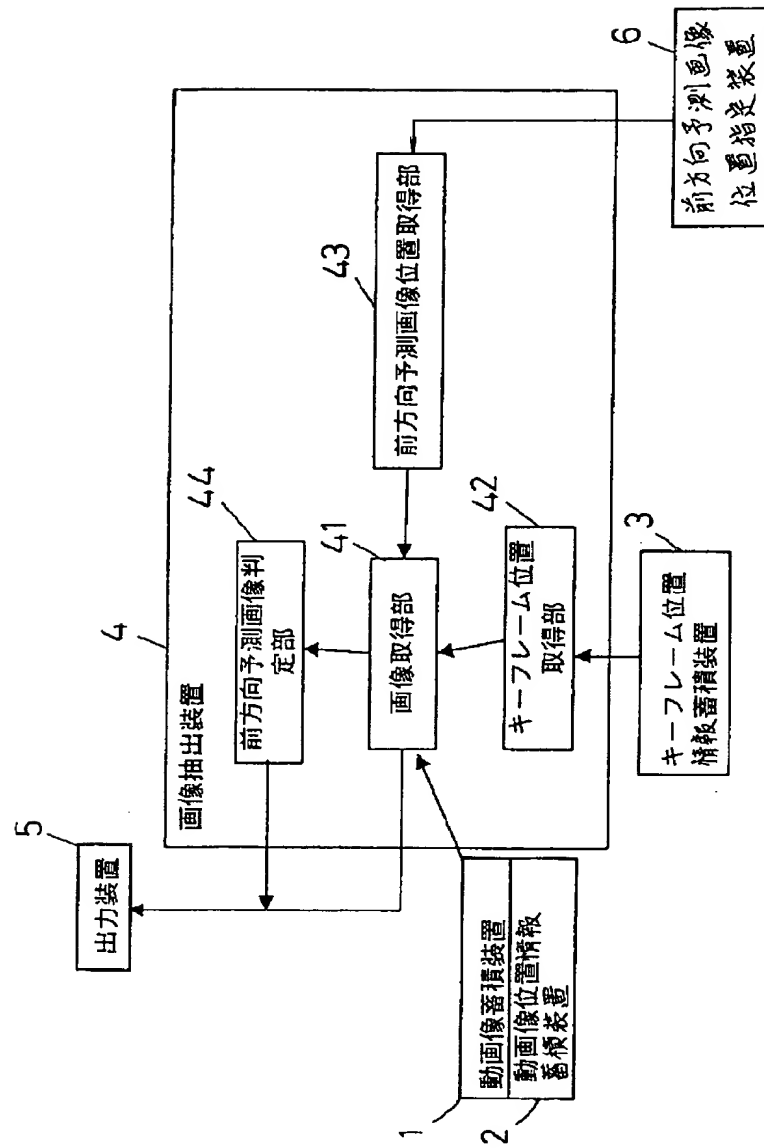 5
出力装置
4
画像抽出装置
44
前方向予測画像判
定部
41
画像取得部
43
前方向予測画像位置取得部
42
キーフレーム位置
取得部
1
動画像蓄積装置
2
動画像位置情報
蓄積装置
3
キーフレーム位置
情報蓄積装置
6
前方向予測画像
位置指定装置